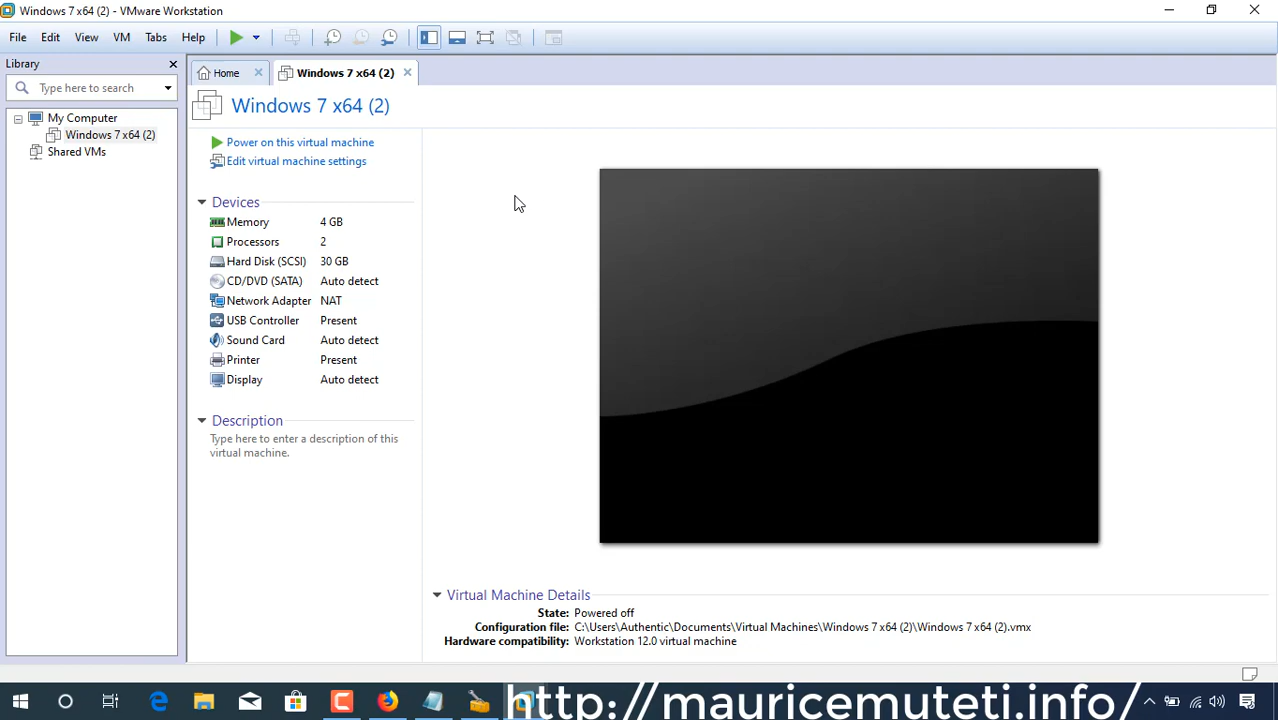 Windows 7 x64 (2) - VMware Workstation
File Edit View VM Tabs Help
Library
Type here to search
My Computer
Windows 7 x64 (2)
Shared VMs
Home
Windows 7 x64 (2)
Windows 7 x64 (2)
Power on this virtual machine
Edit virtual machine settings
Devices
Memory 4 GB
Processors 2
Hard Disk (SCSI) 30 GB
CD/DVD (SATA) Auto detect
Network Adapter NAT
USB Controller Present
Sound Card Auto detect
Printer Present
Display Auto detect
Description
Type here to enter a description of this
virtual machine.
Virtual Machine Details
State: Powered off
Configuration file: C:\Users\Authentic\Documents\Virtual Machines\Windows 7 x64 (2)\Windows 7 x64 (2).vmx
Hardware compatibility: Workstation 12.0 virtual machine
http://mauricemuteti.info/